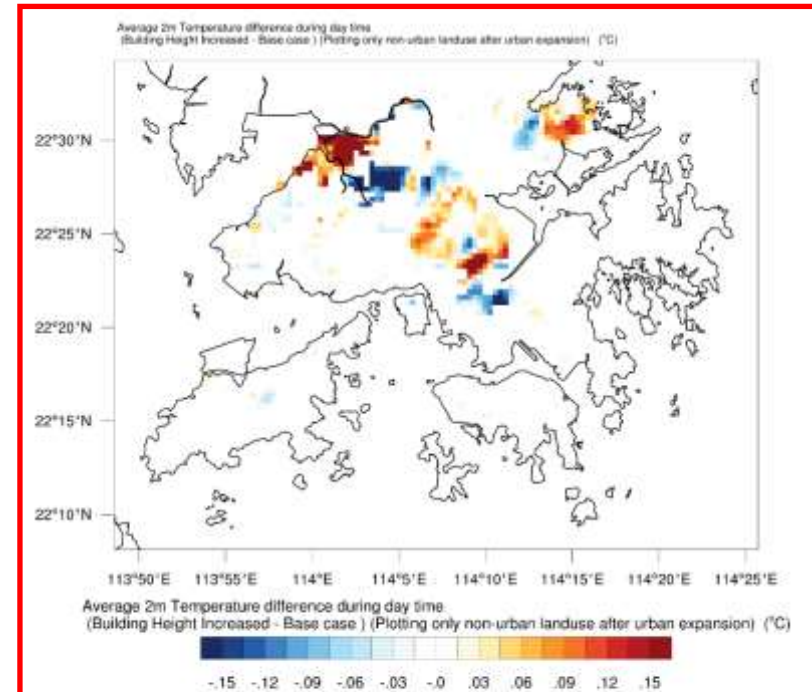 Average 2m Temperature difference during day time
(Building Height Increased - Base case ) (Plotting only non-urban landuse after urban expansion) (°C)
22°30'N
22°25'N
22°20'N
22°15'N
22°10'N
113°50'E 113°55'E 114°E 114°5'E 114°10'E 114°15'E 114°20'E 114°25'E
Average 2m Temperature difference during day time
(Building Height Increased - Base case ) (Plotting only non-urban landuse after urban expansion) (°C)
-.15 -.12 -.09 -.06 -.03 -.0 .03 .06 .09 .12 .15